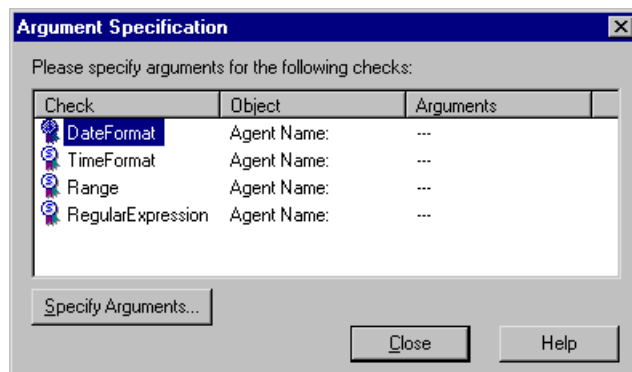 Argument Specification
Please specify arguments for the following checks:
Check Object Arguments
DateFormat Agent Name: ---
TimeFormat Agent Name: ---
Range Agent Name: ---
RegularExpression Agent Name: ---
Specify Arguments...
Close Help